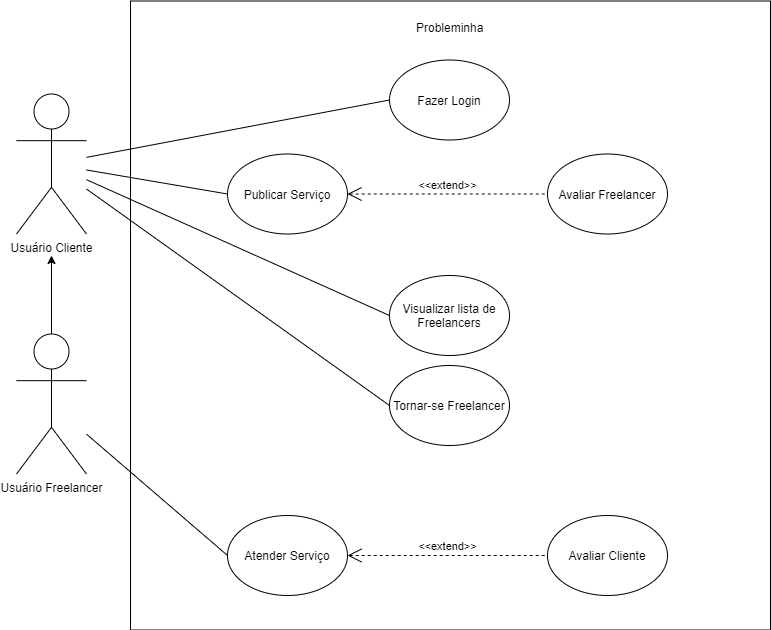 Probleminha
Fazer Login
Publicar Serviço
<<extend>>
Avaliar Freelancer
Usuário Cliente
Visualizar lista de
Freelancers
Tornar-se Freelancer
Usuário Freelancer
Atender Serviço
<<extend>>
Avaliar Cliente